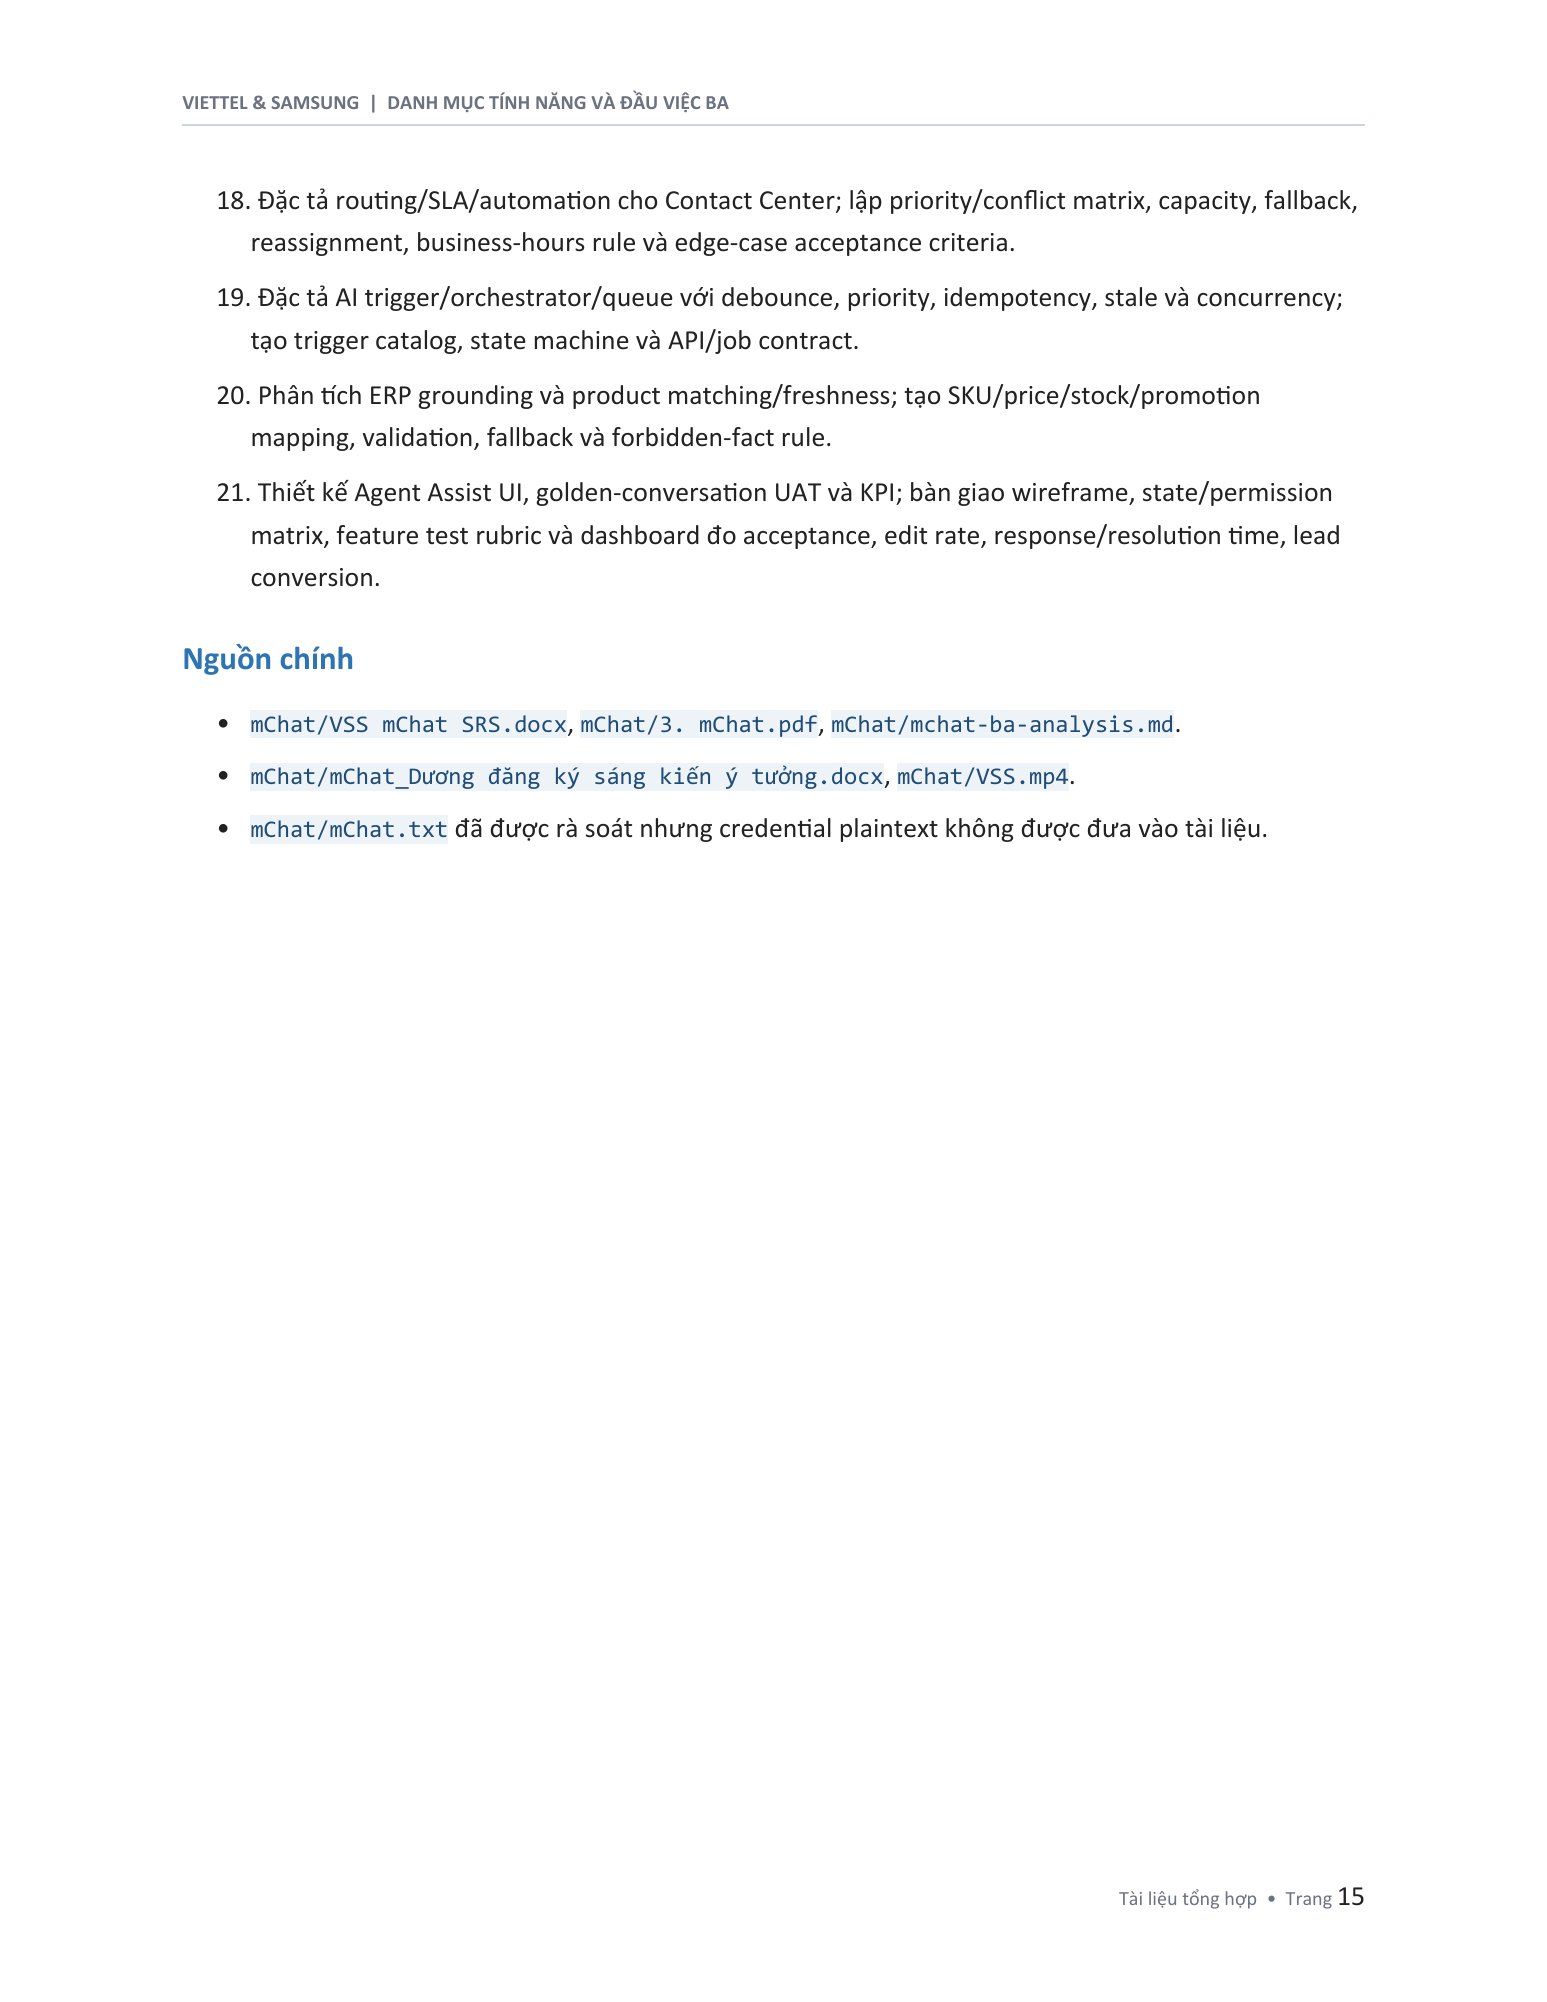 VIETTEL & SAMSUNG | DANH MỤC TÍNH NĂNG VÀ ĐẦU VIỆC BA
18. Đặc tả routing/SLA/automation cho Contact Center; lập priority/conflict matrix, capacity, fallback,
reassignment, business-hours rule và edge-case acceptance criteria.
19. Đặc tả AI trigger/orchestrator/queue với debounce, priority, idempotency, stale và concurrency;
tạo trigger catalog, state machine và API/job contract.
20. Phân tích ERP grounding và product matching/freshness; tạo SKU/price/stock/promotion
mapping, validation, fallback và forbidden-fact rule.
21. Thiết kế Agent Assist UI, golden-conversation UAT và KPI; bàn giao wireframe, state/permission
matrix, feature test rubric và dashboard đo acceptance, edit rate, response/resolution time, lead
conversion.
Nguồn chính
• mChat/VSS mChat SRS.docx, mChat/3. mChat.pdf, mChat/mchat-ba-analysis.md.
• mChat/mChat_Dương đăng ký sáng kiến ý tưởng.docx, mChat/VSS.mp4.
• mChat/mChat.txt đã được rà soát nhưng credential plaintext không được đưa vào tài liệu.
Tài liệu tổng hợp • Trang 15